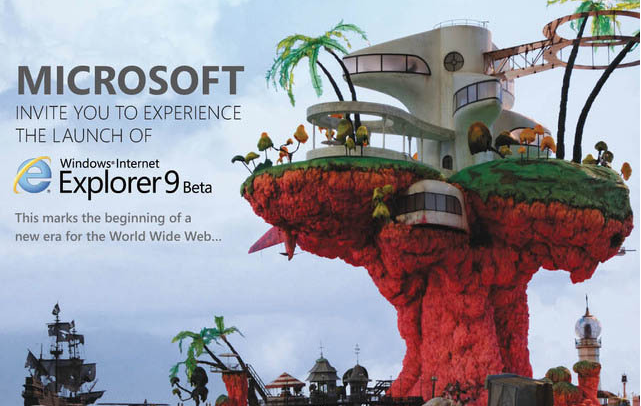 MICROSOFT
INVITE YOU TO EXPERIENCE
THE LAUNCH OF
Windows® Internet
Explorer 9 Beta
This marks the beginning of a
new era for the World Wide Web...